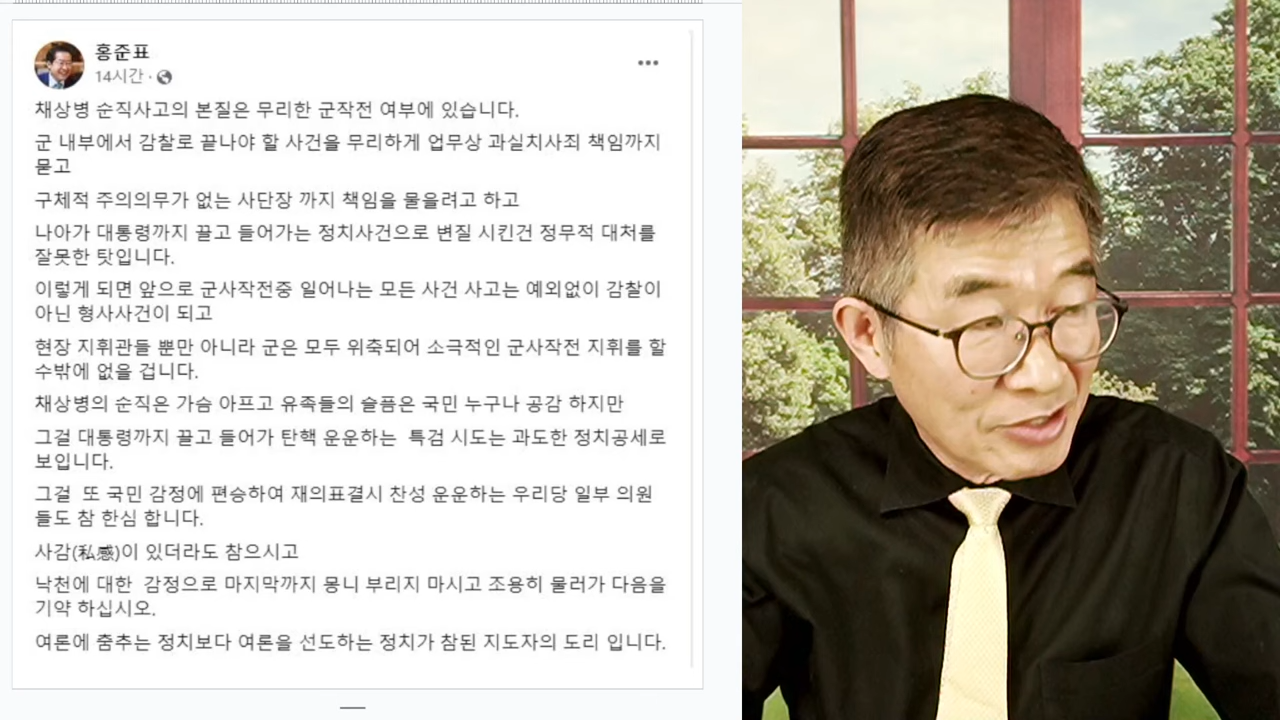 홍준표
14시간 ·
채상병 순직사고의 본질은 무리한 군작전 여부에 있습니다.
군 내부에서 감찰로 끝나야 할 사건을 무리하게 업무상 과실치사죄 책임까지
묻고
구체적 주의의무가 없는 사단장 까지 책임을 물을려고 하고
나아가 대통령까지 끌고 들어가는 정치사건으로 변질 시킨건 정무적 대처를
잘못한 탓입니다.
이렇게 되면 앞으로 군사작전중 일어나는 모든 사건 사고는 예외없이 감찰이
아닌 형사사건이 되고
현장 지휘관들 뿐만 아니라 군은 모두 위축되어 소극적인 군사작전 지휘를 할
수밖에 없을 겁니다.
채상병의 순직은 가슴 아프고 유족들의 슬픔은 국민 누구나 공감 하지만
그걸 대통령까지 끌고 들어가 탄핵 운운하는 특검 시도는 과도한 정치공세로
보입니다.
그걸 또 국민 감정에 편승하여 재의표결시 찬성 운운하는 우리당 일부 의원
들도 참 한심 합니다.
사감(私感)이 있더라도 참으시고
낙천에 대한 감정으로 마지막까지 몽니 부리지 마시고 조용히 물러가 다음을
기약 하십시오.
여론에 춤추는 정치보다 여론을 선도하는 정치가 참된 지도자의 도리 입니다.